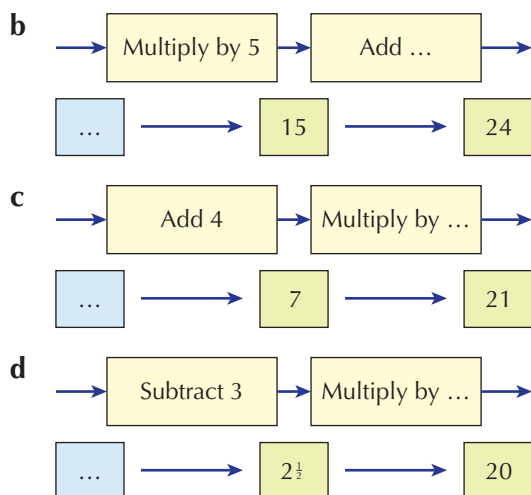 b
Multiply by 5 Add ...
... 15 24
c
Add 4 Multiply by ...
... 7 21
d
Subtract 3 Multiply by ...
... 2½ 20